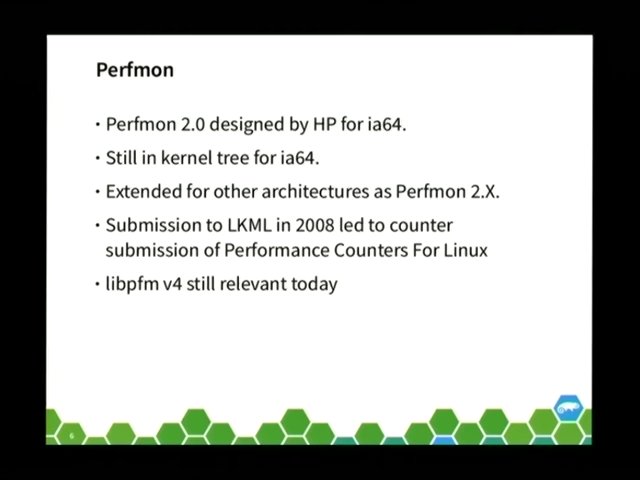 Perfmon
· Perfmon 2.0 designed by HP for ia64.
· Still in kernel tree for ia64.
· Extended for other architectures as Perfmon 2.X.
· Submission to LKML in 2008 led to counter
submission of Performance Counters For Linux
· libpfm v4 still relevant today
6